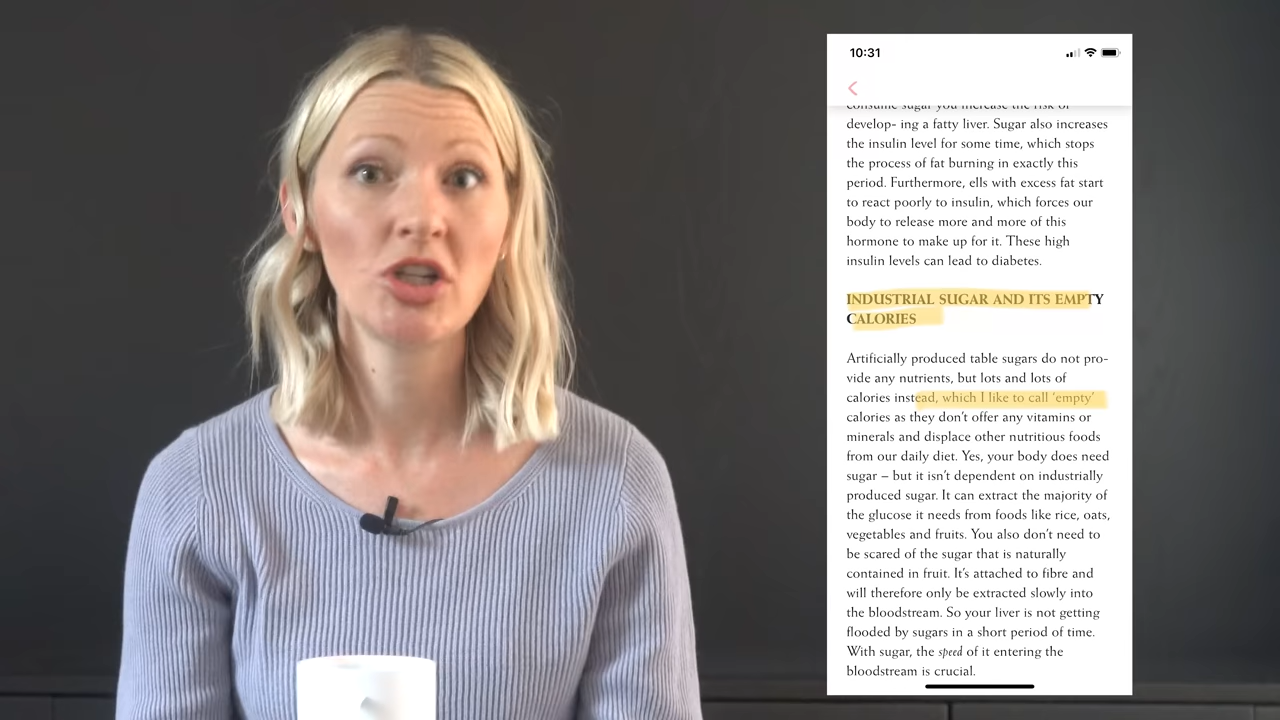 10:31
consume sugar you increase the risk of
develop- ing a fatty liver. Sugar also increases
the insulin level for some time, which stops
the process of fat burning in exactly this
period. Furthermore, ells with excess fat start
to react poorly to insulin, which forces our
body to release more and more of this
hormone to make up for it. These high
insulin levels can lead to diabetes.
INDUSTRIAL SUGAR AND ITS EMPTY
CALORIES
Artificially produced table sugars do not pro-
vide any nutrients, but lots and lots of
calories instead, which I like to call ‘empty’
calories as they don’t offer any vitamins or
minerals and displace other nutritious foods
from our daily diet. Yes, your body does need
sugar – but it isn’t dependent on industrially
produced sugar. It can extract the majority of
the glucose it needs from foods like rice, oats,
vegetables and fruits. You also don’t need to
be scared of the sugar that is naturally
contained in fruit. It’s attached to fibre and
will therefore only be extracted slowly into
the bloodstream. So your liver is not getting
flooded by sugars in a short period of time.
With sugar, the speed of it entering the
bloodstream is crucial.